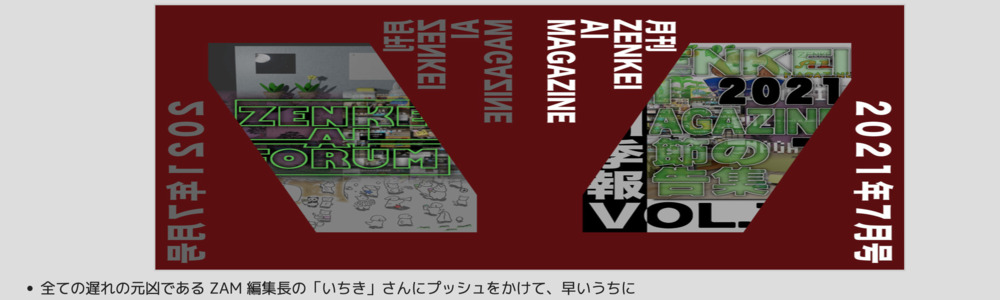 月刊
ZENKEI
AI
MAGAZINE
2021年7月号
月刊
ZENKEI
AI
MAGAZINE
2021年7月号
ZENKEI
AI
FORUM
ZENKEI
2021
AGAZIN
季報
節の
告集
VOL.
• 全ての遅れの元凶である ZAM 編集長の「いちき」さんにプッシュをかけて、早いうちに